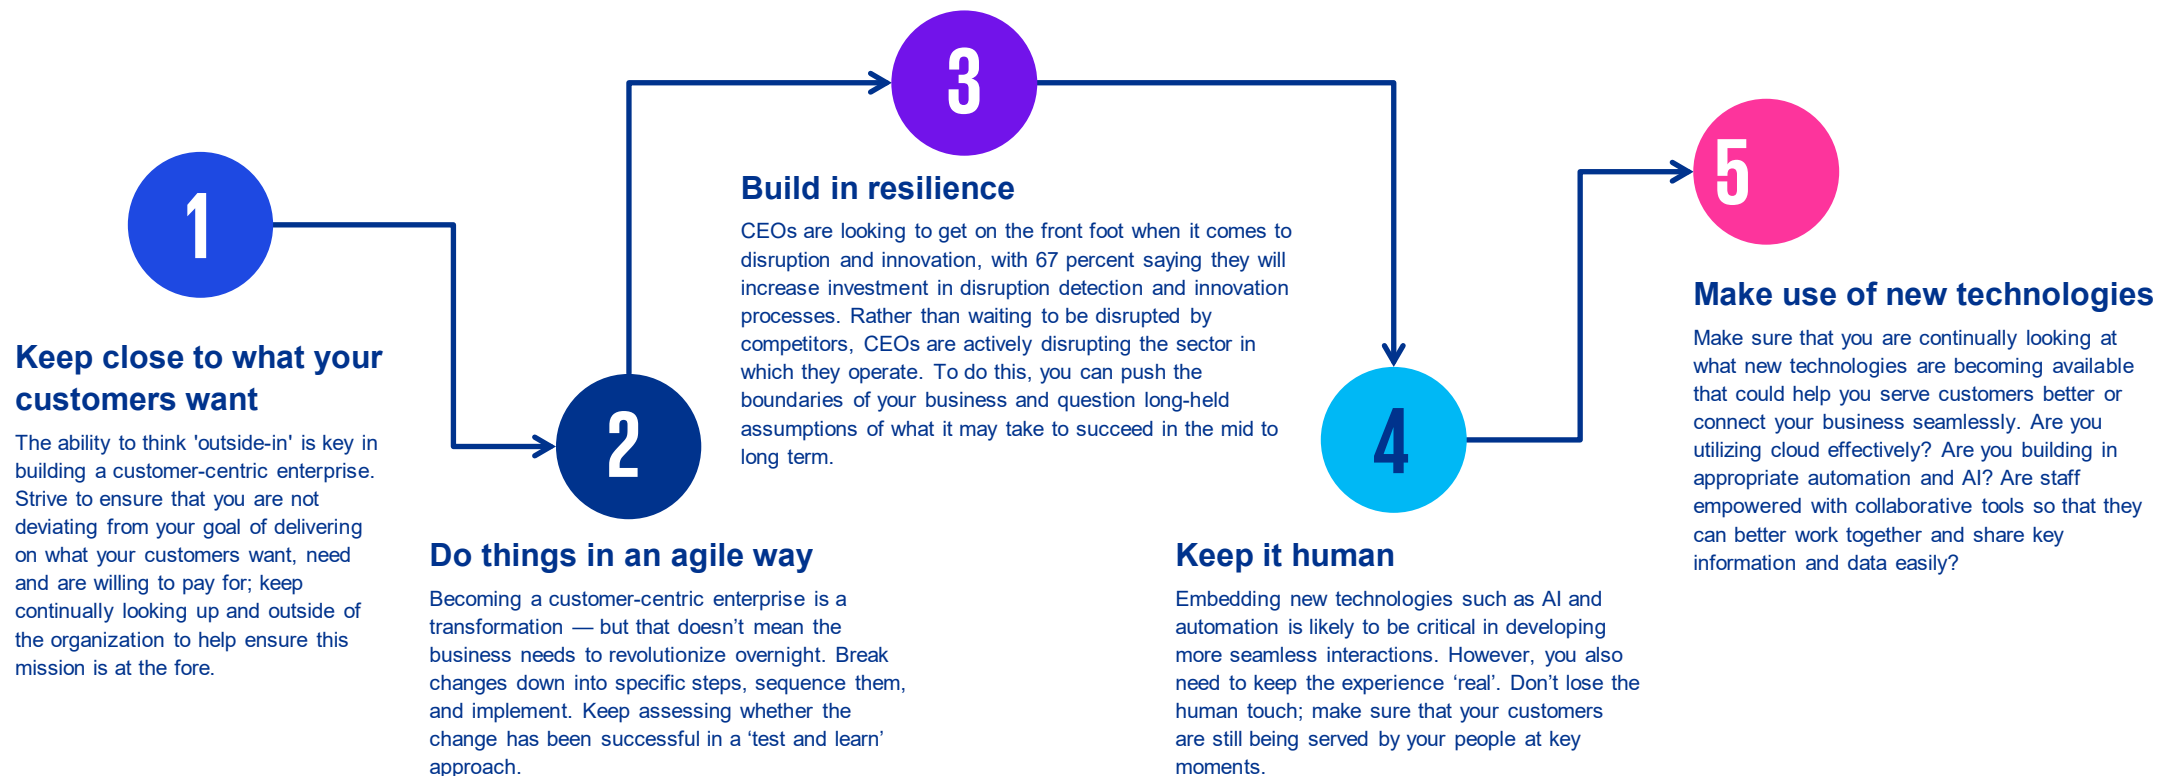 1
Keep close to what your
customers want
The ability to think 'outside-in' is key in
building a customer-centric enterprise.
Strive to ensure that you are not
deviating from your goal of delivering
on what your customers want, need
and are willing to pay for; keep
continually looking up and outside of
the organization to help ensure this
mission is at the fore.
2
Do things in an agile way
Becoming a customer-centric enterprise is a
transformation — but that doesn’t mean the
business needs to revolutionize overnight. Break
changes down into specific steps, sequence them,
and implement. Keep assessing whether the
change has been successful in a ‘test and learn’
approach.
3
Build in resilience
CEOs are looking to get on the front foot when it comes to
disruption and innovation, with 67 percent saying they will
increase investment in disruption detection and innovation
processes. Rather than waiting to be disrupted by
competitors, CEOs are actively disrupting the sector in
which they operate. To do this, you can push the
boundaries of your business and question long-held
assumptions of what it may take to succeed in the mid to
long term.
4
Keep it human
Embedding new technologies such as AI and
automation is likely to be critical in developing
more seamless interactions. However, you also
need to keep the experience ‘real’. Don’t lose the
human touch; make sure that your customers
are still being served by your people at key
moments.
5
Make use of new technologies
Make sure that you are continually looking at
what new technologies are becoming available
that could help you serve customers better or
connect your business seamlessly. Are you
utilizing cloud effectively? Are you building in
appropriate automation and AI? Are staff
empowered with collaborative tools so that they
can better work together and share key
information and data easily?